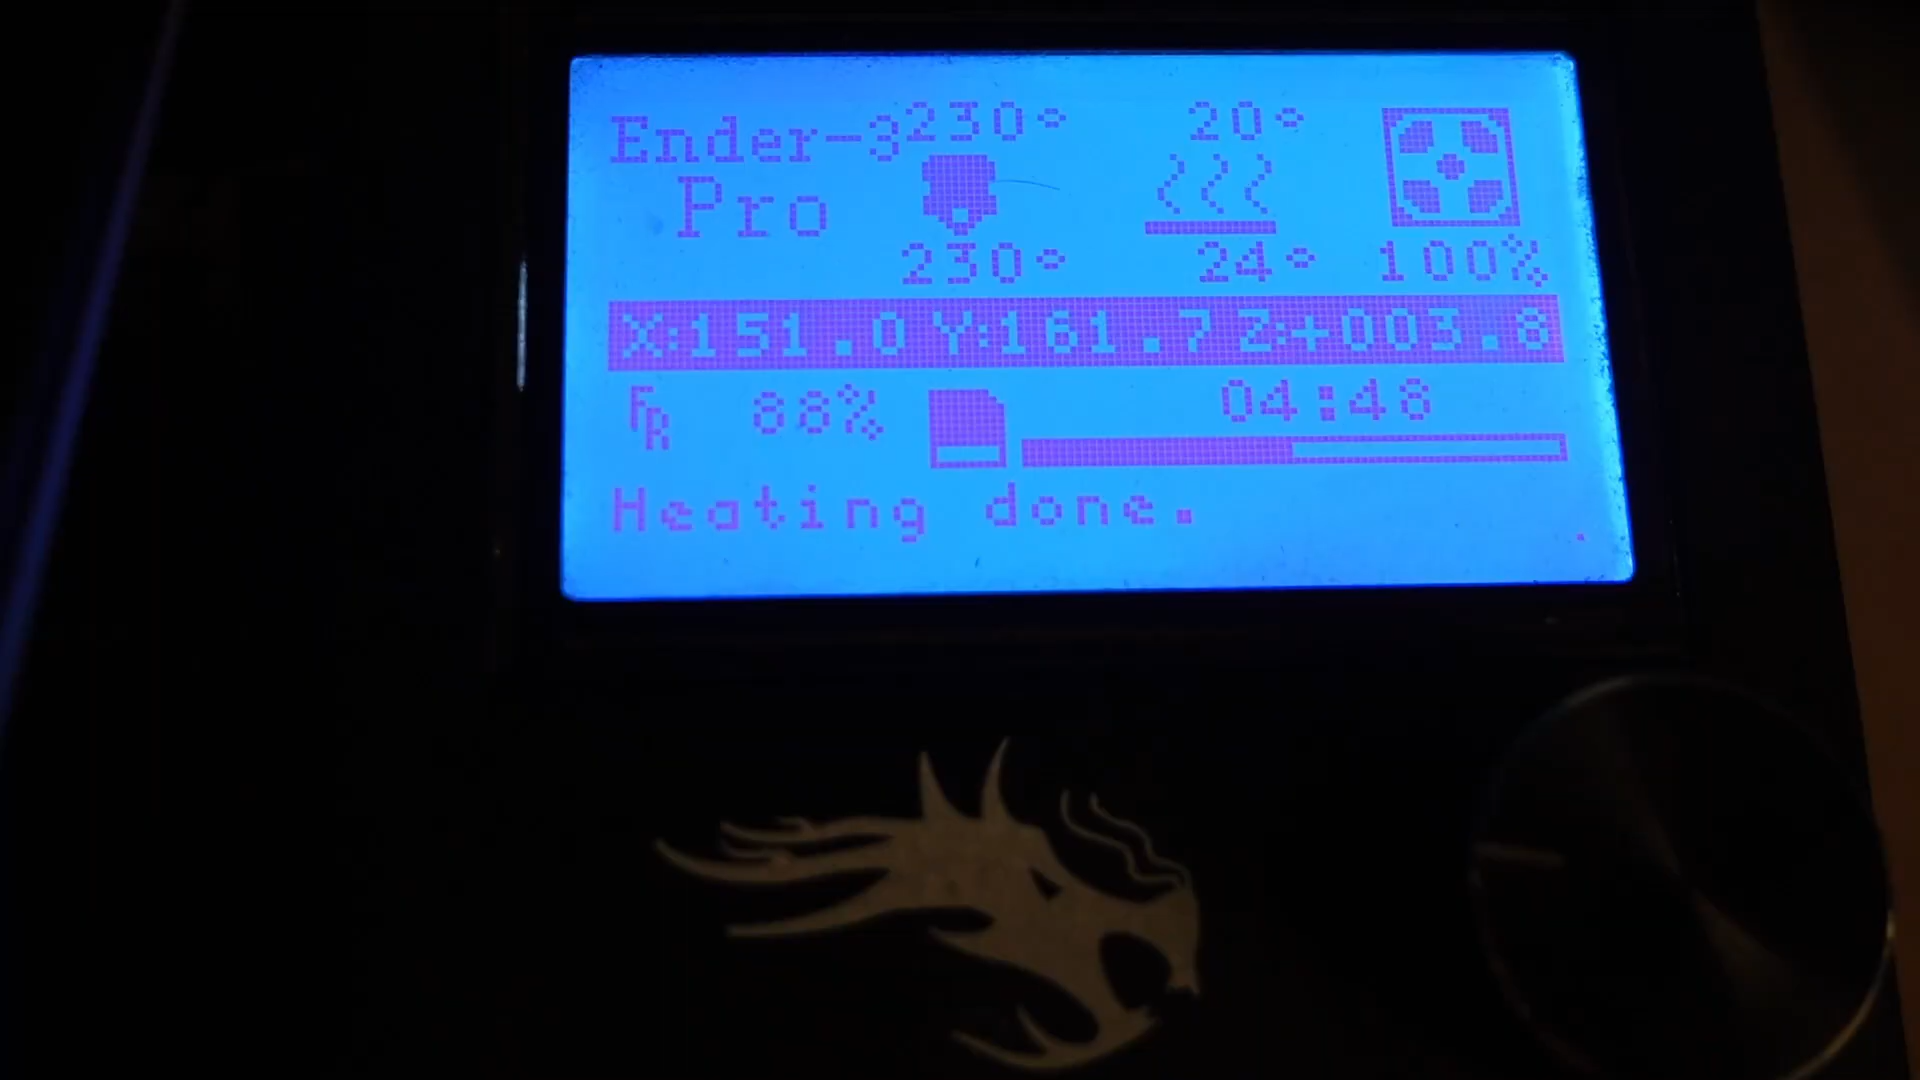 Ender-3 230° 20°
Pro
230° 24° 100%
X:151.0 Y:161.7 Z:+003.8
FR 88% 04:48
Heating done.